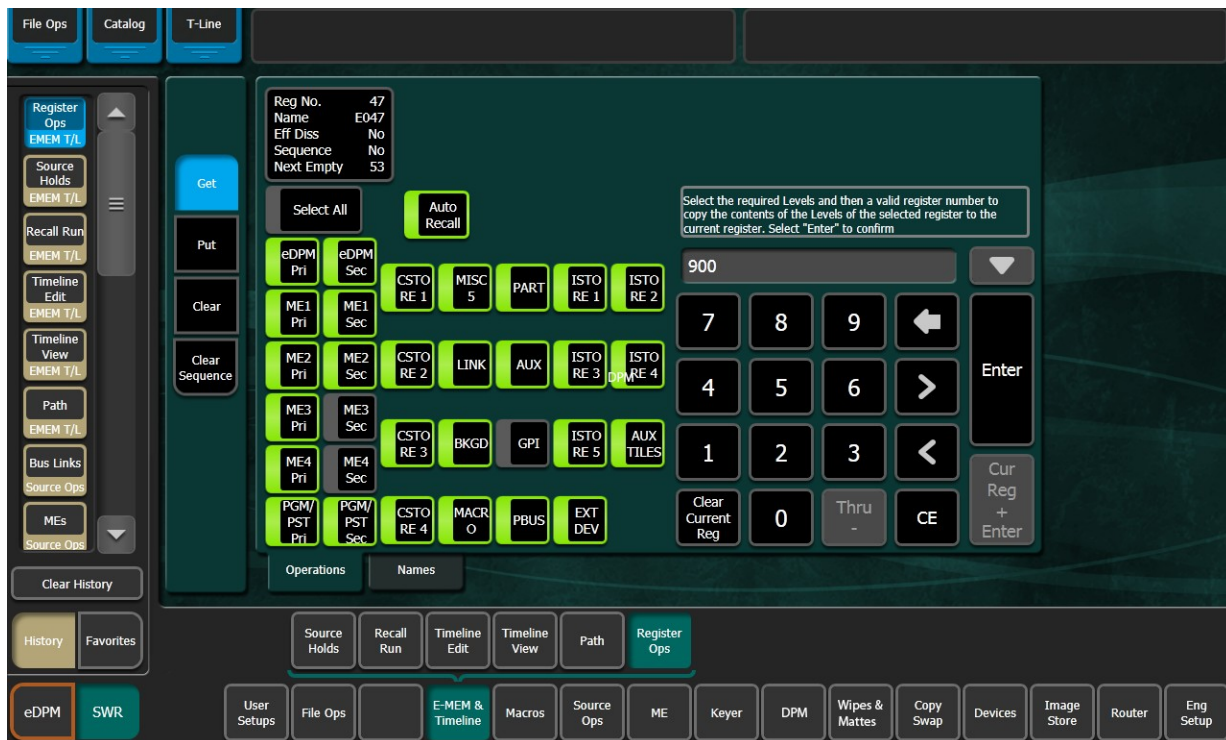 File Ops
Catalog
T-Line
Register
Ops
EMEM T/L
Source
Holds
EMEM T/L
Recall Run
EMEM T/L
Timeline
Edit
EMEM T/L
Timeline
View
EMEM T/L
Path
EMEM T/L
Bus Links
Source Ops
MEs
Source Ops
Clear History
History
Favorites
eDPM
SWR
Get
Put
Clear
Clear
Sequence
Reg No. 47
Name E047
Eff Diss No
Sequence No
Next Empty 53
Select All
Auto
Recall
eDPM
Pri
eDPM
Sec
ME1
Pri
ME1
Sec
ME2
Pri
ME2
Sec
ME3
Pri
ME3
Sec
ME4
Pri
ME4
Sec
PGM/
PST
Pri
PGM/
PST
Sec
CSTO
RE 1
MISC
5
PART
ISTO
RE 1
ISTO
RE 2
CSTO
RE 2
LINK
AUX
ISTO
RE 3
DPM
ISTO
RE 4
CSTO
RE 3
BKGD
GPI
ISTO
RE 5
AUX
TILES
CSTO
RE 4
MACR
O
PBUS
EXT
DEV
Select the required Levels and then a valid register number to
copy the contents of the Levels of the selected register to the
current register. Select "Enter" to confirm
900
7
8
9
4
5
6
>
1
2
3
<
Clear
Current
Reg
0
Thru
-
CE
Enter
Cur
Reg
+
Enter
Operations
Names
Source
Holds
Recall
Run
Timeline
Edit
Timeline
View
Path
Register
Ops
User
Setups
File Ops
E-MEM &
Timeline
Macros
Source
Ops
ME
Keyer
DPM
Wipes &
Mattes
Copy
Swap
Devices
Image
Store
Router
Eng
Setup